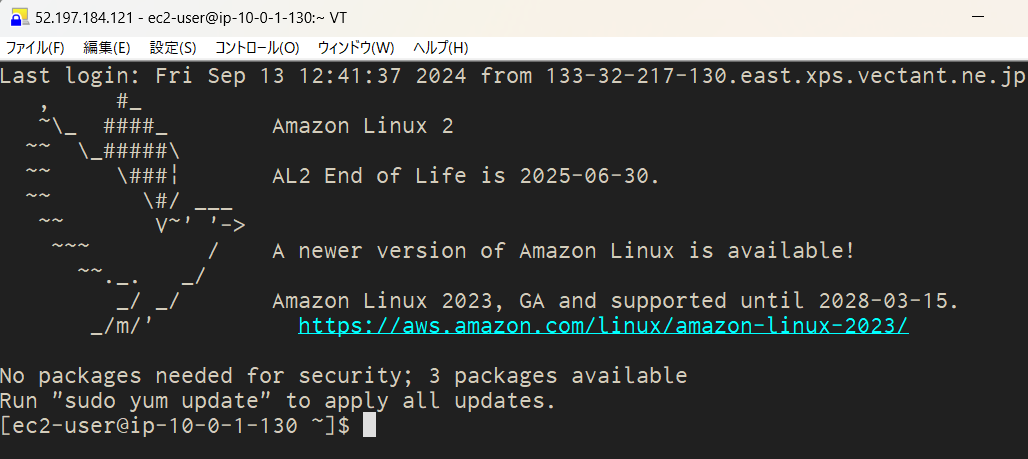 52.197.184.121 - ec2-user@ip-10-0-1-130:~ VT
ファイル(F) 編集(E) 設定(S) コントロール(O) ウィンドウ(W) ヘルプ(H)
Last login: Fri Sep 13 12:41:37 2024 from 133-32-217-130.east.xps.vectant.ne.jp
   ,     #_
   ~\_  ####_        Amazon Linux 2
  ~~  \_#####\
  ~~     \###¦       AL2 End of Life is 2025-06-30.
  ~~       \#/ ___
   ~~       V~' '->
    ~~~         /    A newer version of Amazon Linux is available!
      ~~._.   _/
         _/ _/       Amazon Linux 2023, GA and supported until 2028-03-15.
       _/m/'           https://aws.amazon.com/linux/amazon-linux-2023/
No packages needed for security; 3 packages available
Run "sudo yum update" to apply all updates.
[ec2-user@ip-10-0-1-130 ~]$